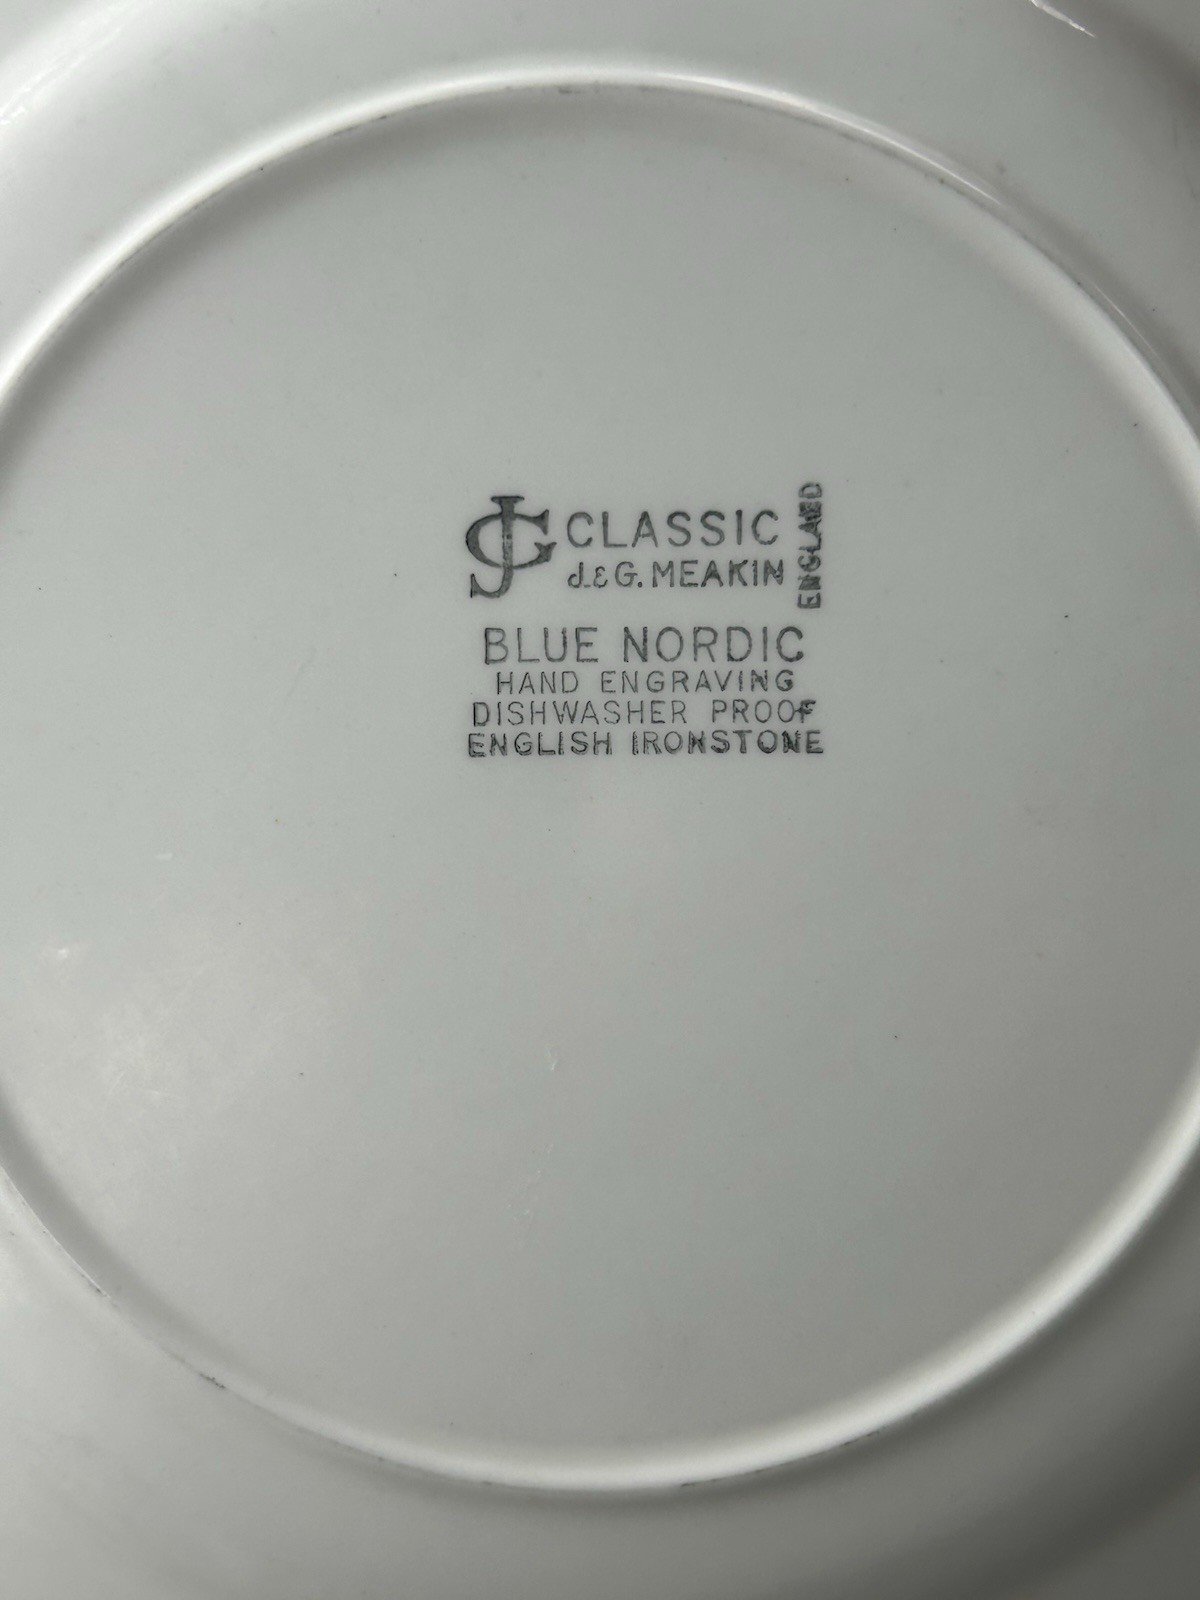 JG CLASSIC
J.&G. MEAKIN
ENGLAND
BLUE NORDIC
HAND ENGRAVING
DISHWASHER PROOF
ENGLISH IRONSTONE